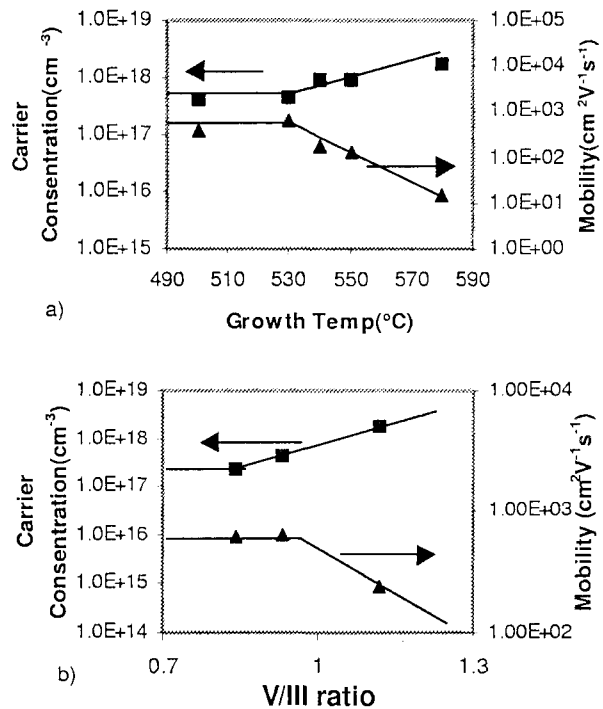 1.0E+19
1.0E+18
1.0E+17
1.0E+16
1.0E+15
Carrier
Consentration(cm -3)
1.0E+05
1.0E+04
1.0E+03
1.0E+02
1.0E+01
1.0E+00
Mobility(cm 2V-1s-1)
490 510 530 550 570 590
a)
Growth Temp(ºC)
1.0E+19
1.0E+18
1.0E+17
1.0E+16
1.0E+15
1.0E+14
Carrier
Consentration(cm-3)
1.00E+04
1.00E+03
1.00E+02
Mobility (cm2V-1s-1)
0.7 1 1.3
b)
V/III ratio